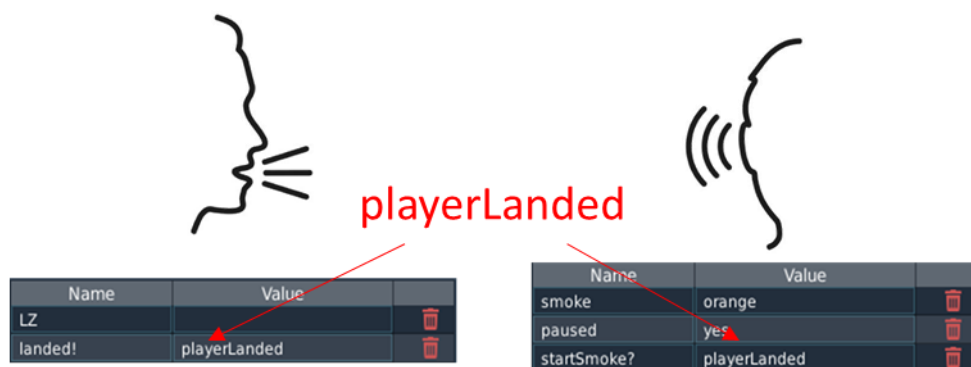 playerLanded
Name Value
LZ
landed! playerLanded
Name Value
smoke orange
paused yes
startSmoke? playerLanded